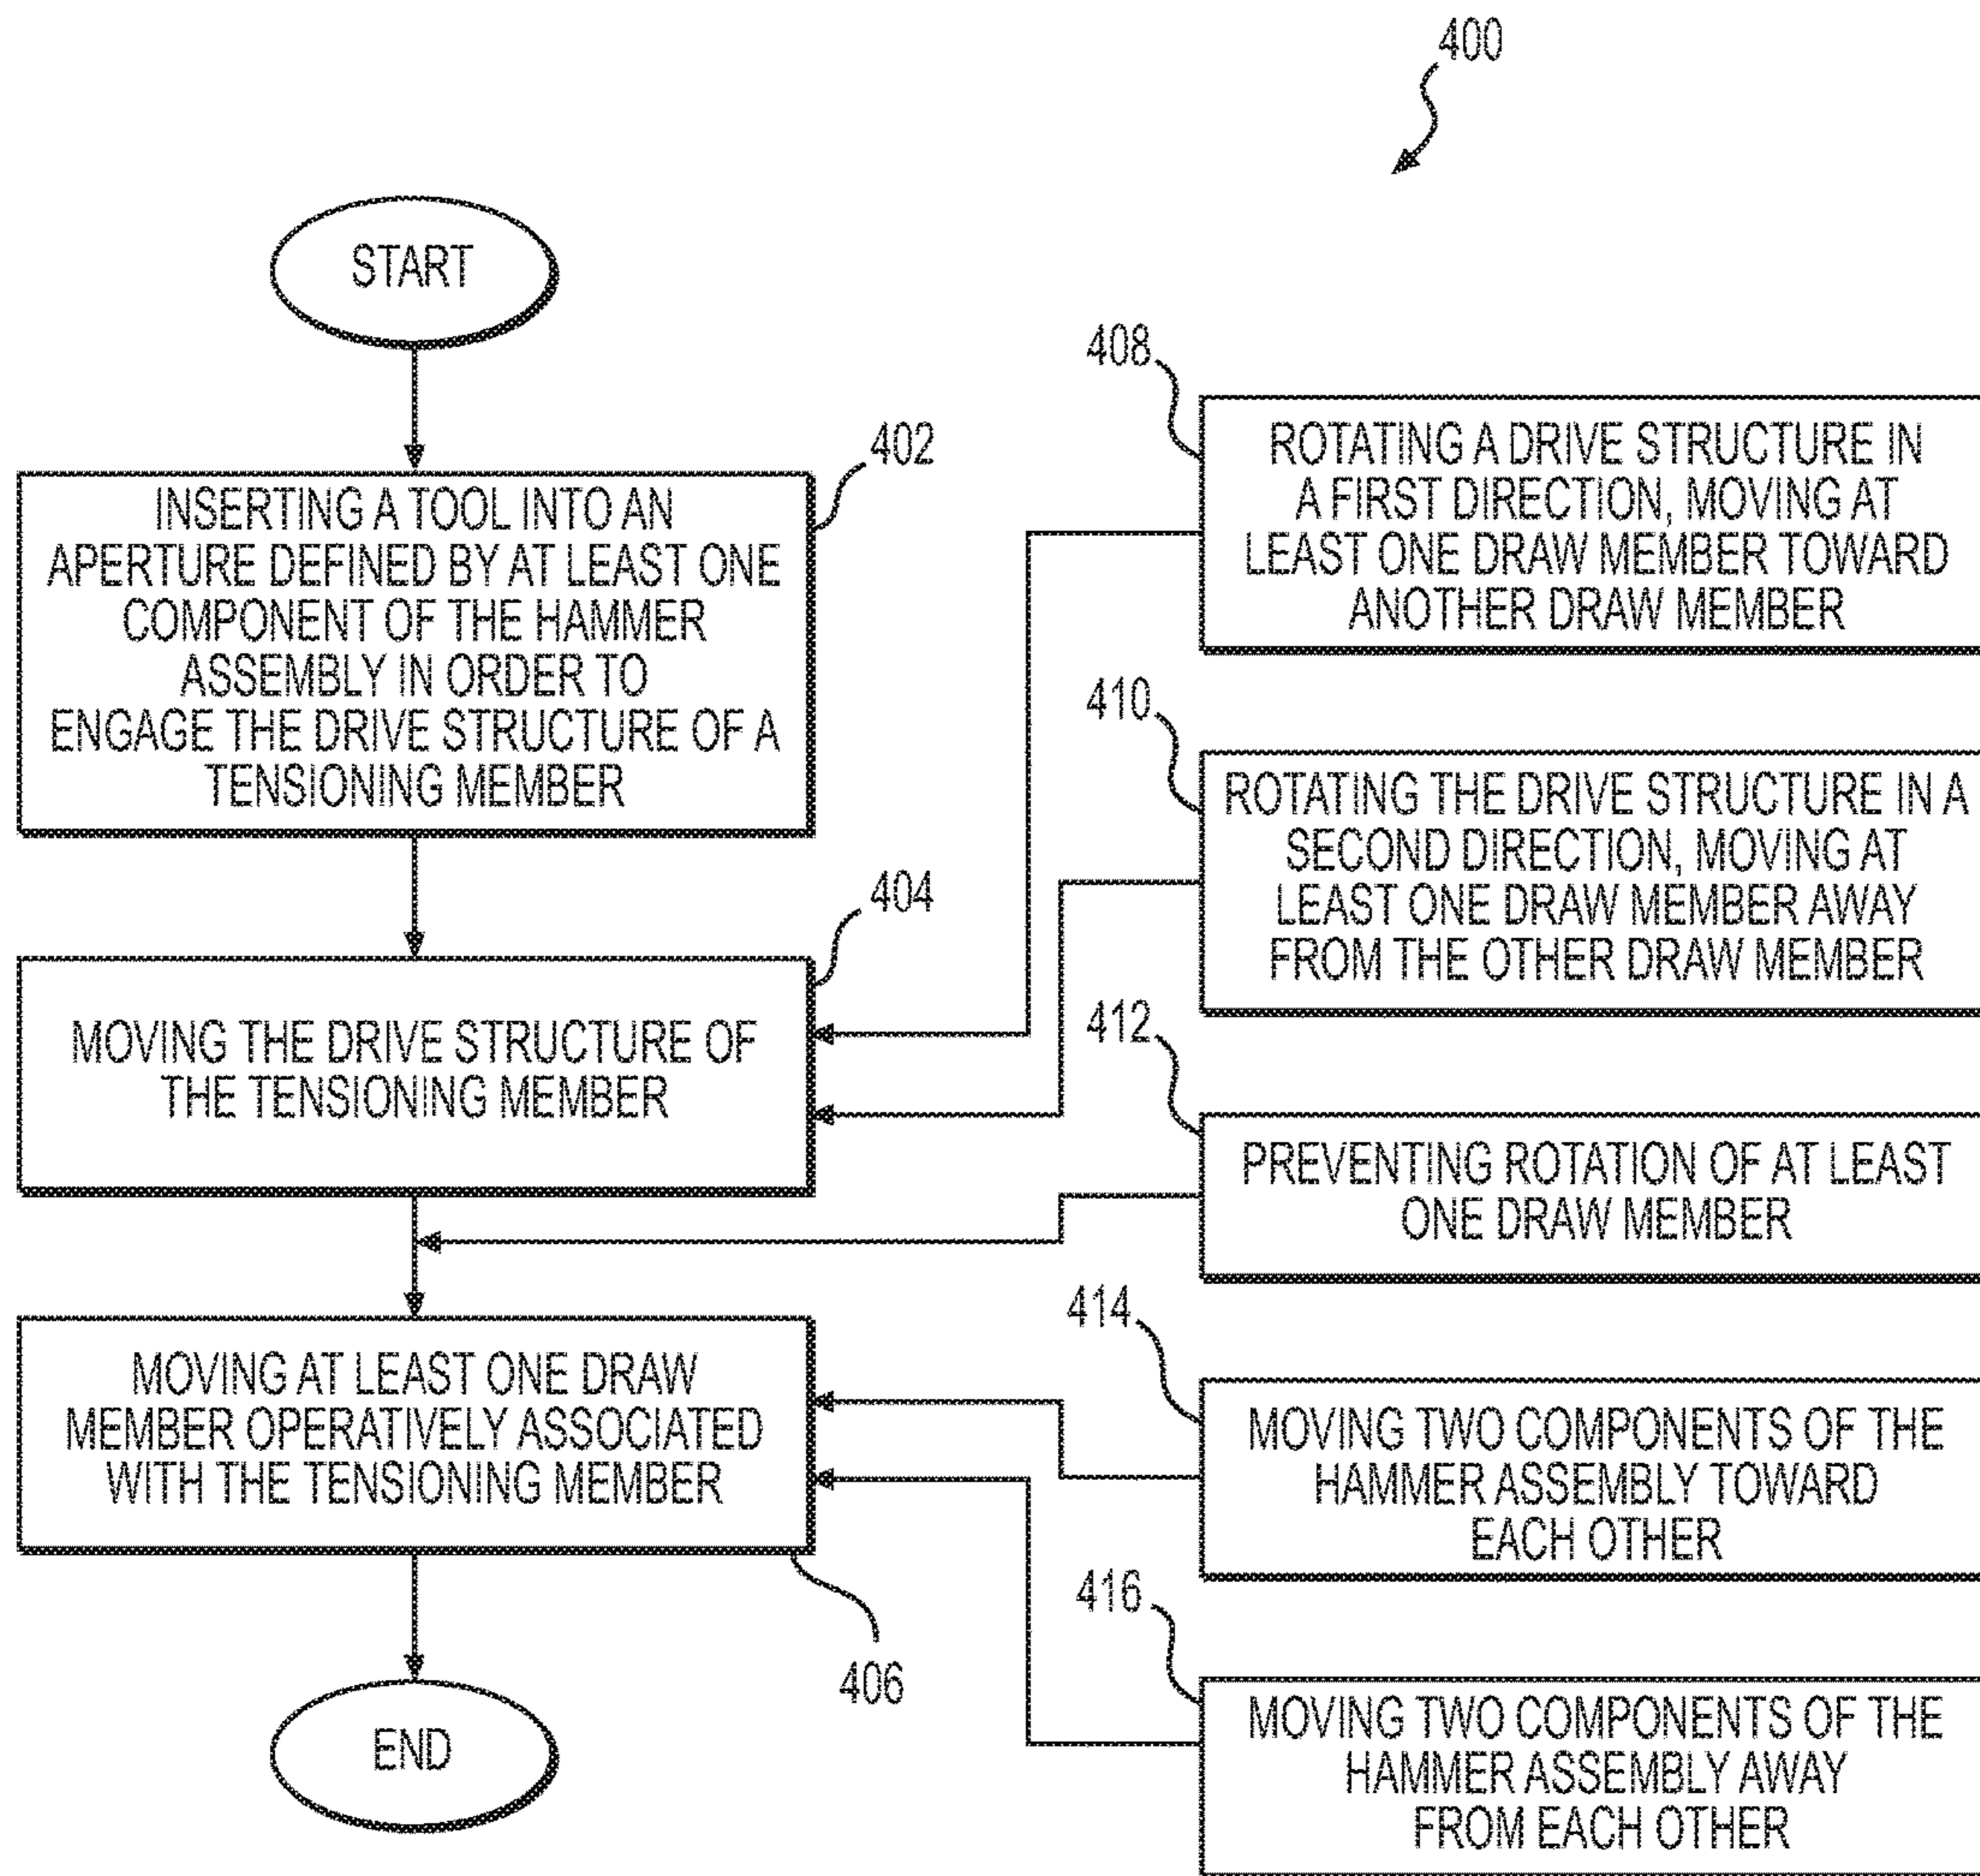 400
START
402
INSERTING A TOOL INTO AN
APERTURE DEFINED BY AT LEAST ONE
COMPONENT OF THE HAMMER
ASSEMBLY IN ORDER TO
ENGAGE THE DRIVE STRUCTURE OF A
TENSIONING MEMBER
404
MOVING THE DRIVE STRUCTURE OF
THE TENSIONING MEMBER
MOVING AT LEAST ONE DRAW
MEMBER OPERATIVELY ASSOCIATED
WITH THE TENSIONING MEMBER
406
END
408
ROTATING A DRIVE STRUCTURE IN
A FIRST DIRECTION, MOVING AT
LEAST ONE DRAW MEMBER TOWARD
ANOTHER DRAW MEMBER
410
ROTATING THE DRIVE STRUCTURE IN A
SECOND DIRECTION, MOVING AT
LEAST ONE DRAW MEMBER AWAY
FROM THE OTHER DRAW MEMBER
412
PREVENTING ROTATION OF AT LEAST
ONE DRAW MEMBER
414
MOVING TWO COMPONENTS OF THE
HAMMER ASSEMBLY TOWARD
EACH OTHER
416
MOVING TWO COMPONENTS OF THE
HAMMER ASSEMBLY AWAY
FROM EACH OTHER